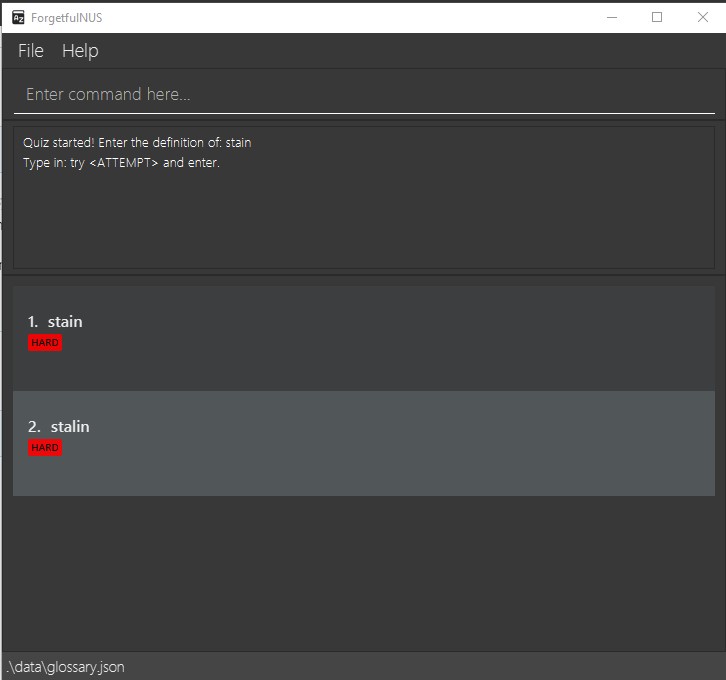 ForgetfulNUS
File Help
Enter command here...
Quiz started! Enter the definition of: stain
Type in: try <ATTEMPT> and enter.
1. stain
HARD
2. stalin
HARD
.\data\glossary.json